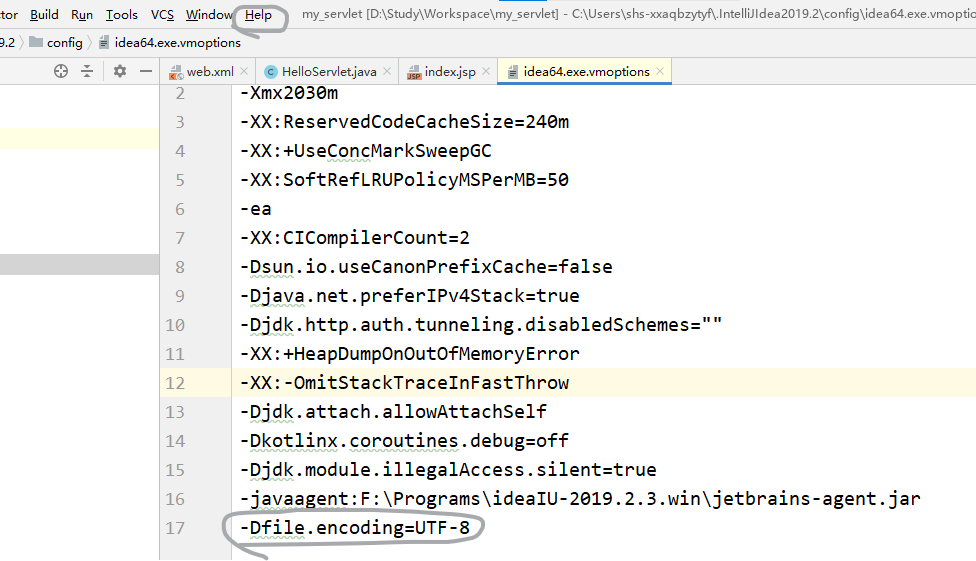 tor Build Run Tools VCS Window Help my_servlet [D:\Study\Workspace\my_servlet] - C:\Users\shs-xxaqbzytyf\.IntelliJIdea2019.2\config\idea64.exe.vmoptio
9.2 config idea64.exe.vmoptions
web.xml HelloServlet.java index.jsp idea64.exe.vmoptions
2 -Xmx2030m
3 -XX:ReservedCodeCacheSize=240m
4 -XX:+UseConcMarkSweepGC
5 -XX:SoftRefLRUPolicyMSPerMB=50
6 -ea
7 -XX:CICompilerCount=2
8 -Dsun.io.useCanonPrefixCache=false
9 -Djava.net.preferIPv4Stack=true
10 -Djdk.http.auth.tunneling.disabledSchemes=""
11 -XX:+HeapDumpOnOutOfMemoryError
12 -XX:-OmitStackTraceInFastThrow
13 -Djdk.attach.allowAttachSelf
14 -Dkotlinx.coroutines.debug=off
15 -Djdk.module.illegalAccess.silent=true
16 -javaagent:F:\Programs\ideaIU-2019.2.3.win\jetbrains-agent.jar
17 -Dfile.encoding=UTF-8